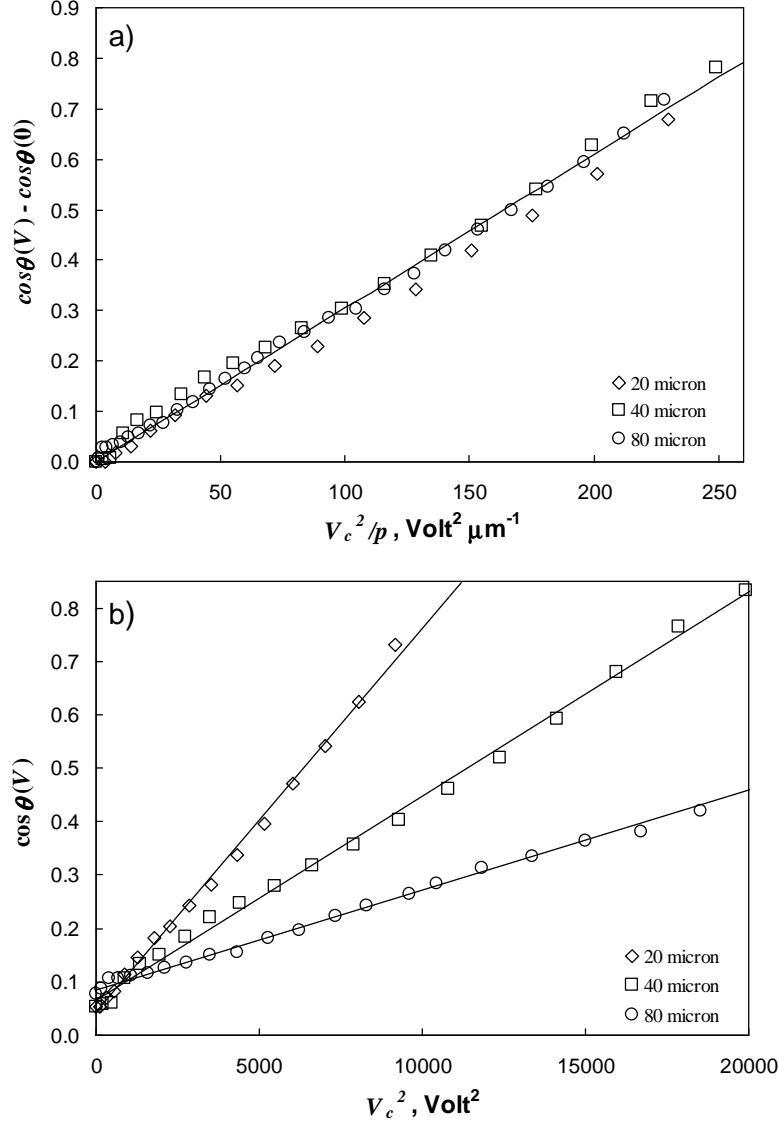 a)
0.9
0.8
0.7
0.6
0.5
0.4
0.3
0.2
0.1
0.0
cosθ(V) - cosθ(0)
20 micron
40 micron
80 micron
0 50 100 150 200 250
V_c²/p , Volt² μm⁻¹
b)
0.8
0.7
0.6
0.5
0.4
0.3
0.2
0.1
0.0
cos θ(V)
20 micron
40 micron
80 micron
0 5000 10000 15000 20000
V_c² , Volt²